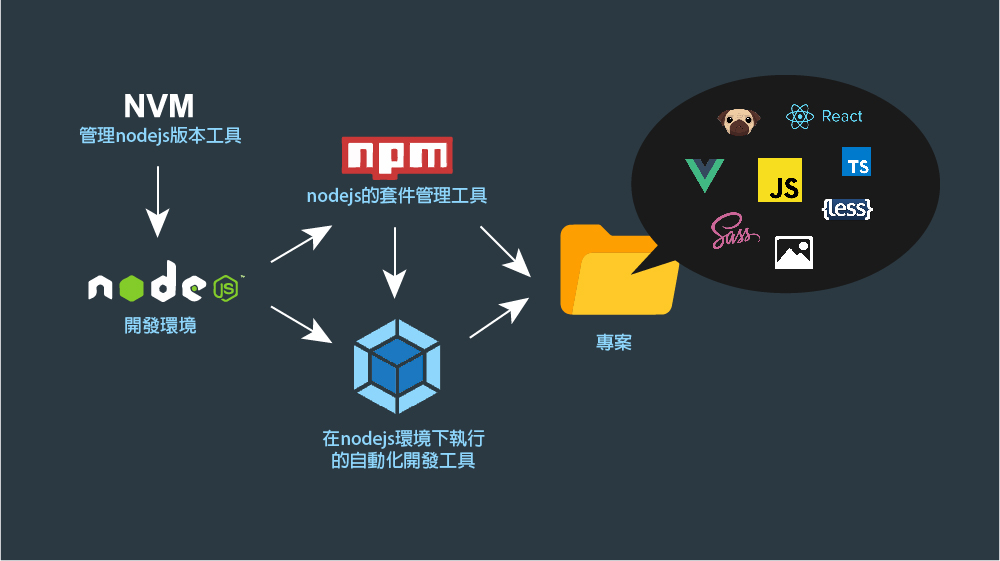 NVM
管理nodejs版本工具
node JS ™
開發環境
npm
nodejs的套件管理工具
在nodejs環境下執行
的自動化開發工具
專案
React
TS
JS
{less}
Sass